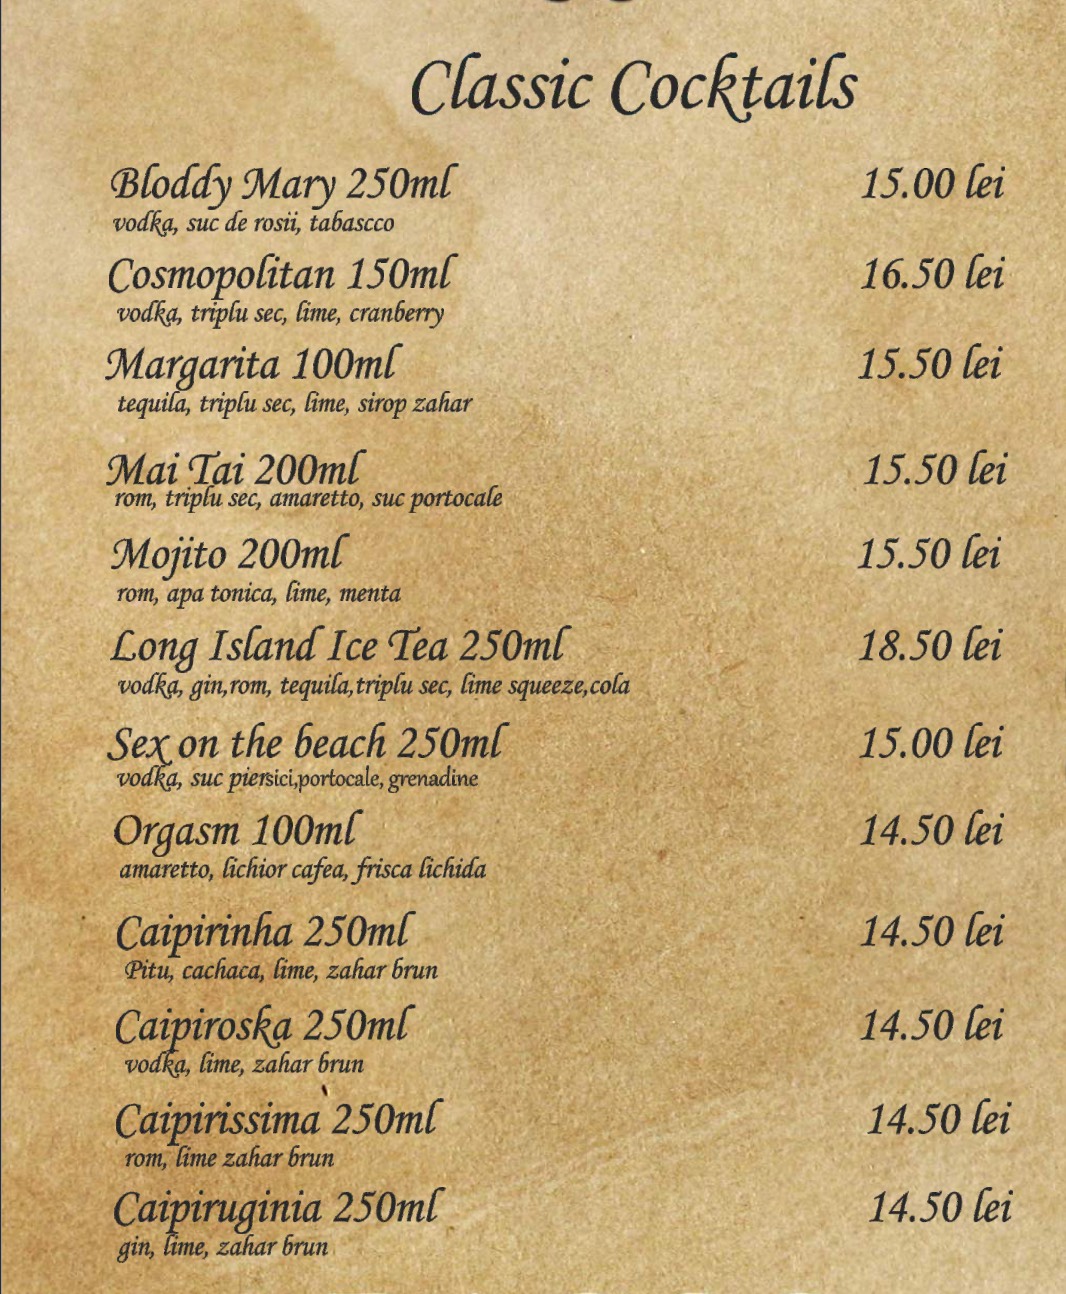 Classic Cocktails
Bloddy Mary 250ml 15.00 lei
vodka, suc de rosii, tabascco
Cosmopolitan 150ml 16.50 lei
vodka, triplu sec, lime, cranberry
Margarita 100ml 15.50 lei
tequila, triplu sec, lime, sirop zahar
Mai Tai 200ml 15.50 lei
rom, triplu sec, amaretto, suc portocale
Mojito 200ml 15.50 lei
rom, apa tonica, lime, menta
Long Island Ice Tea 250ml 18.50 lei
vodka, gin,rom, tequila,triplu sec, lime squeeze,cola
Sex on the beach 250ml 15.00 lei
vodka, suc piersici,portocale, grenadine
Orgasm 100ml 14.50 lei
amaretto, lichior cafea, frisca lichida
Caipirinha 250ml 14.50 lei
Pitu, cachaca, lime, zahar brun
Caipiroska 250ml 14.50 lei
vodka, lime, zahar brun
Caipirissima 250ml 14.50 lei
rom, lime zahar brun
Caipiruginia 250ml 14.50 lei
gin, lime, zahar brun